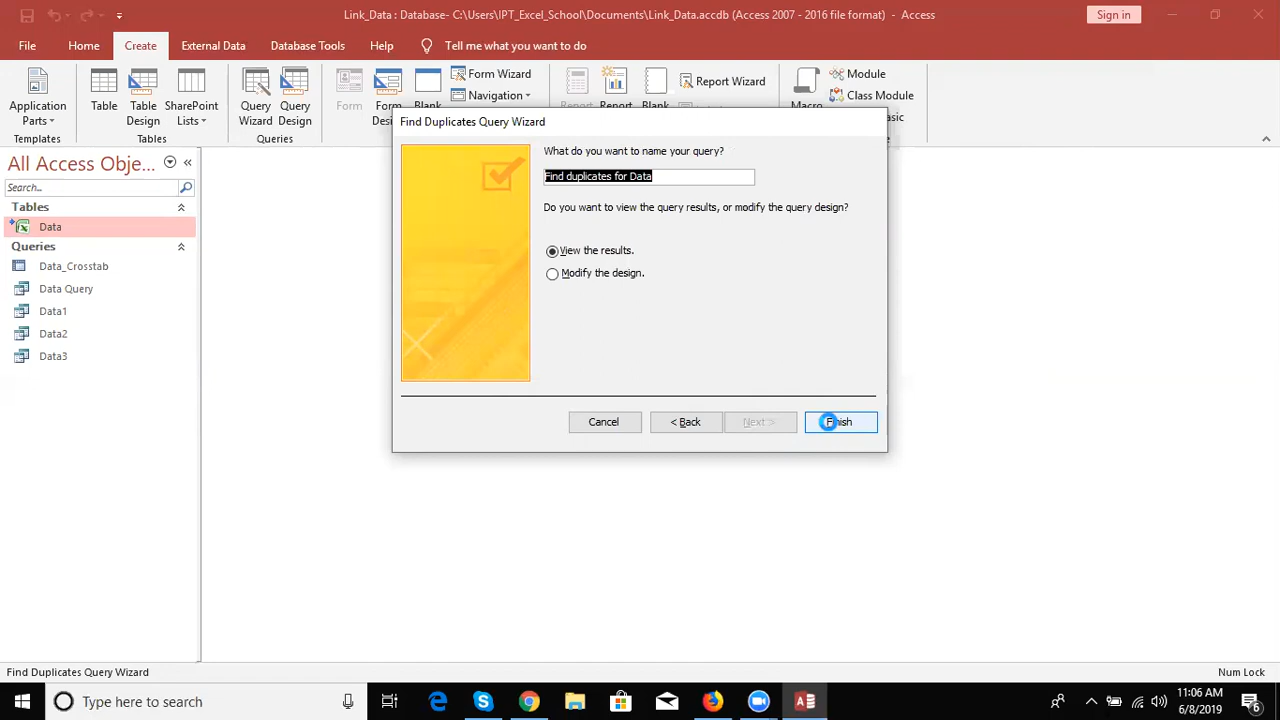 Link_Data : Database- C:\Users\IPT_Excel_School\Documents\Link_Data.accdb (Access 2007 - 2016 file format) - Access
Sign in
File
Home
Create
External Data
Database Tools
Help
Tell me what you want to do
Application
Parts
Templates
Table
Table
Design
SharePoint
Lists
Tables
Query
Wizard
Query
Design
Queries
Form
Form
Blank
Form Wizard
Navigation
Report
Report
Blank
Report Wizard
Macro
Module
Class Module
Find Duplicates Query Wizard
All Access Obje...
Search...
Tables
Data
Queries
Data_Crosstab
Data Query
Data1
Data2
Data3
What do you want to name your query?
Find duplicates for Data
Do you want to view the query results, or modify the query design?
View the results.
Modify the design.
Cancel
< Back
Next >
Finish
Find Duplicates Query Wizard
Num Lock
Type here to search
11:06 AM
6/8/2019
6